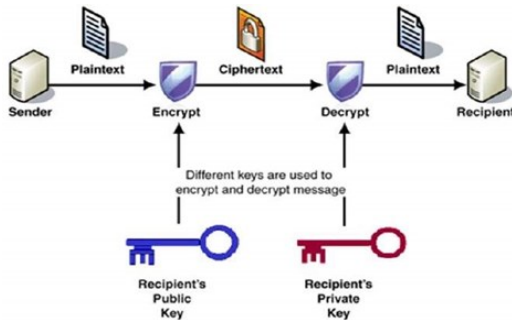 Plaintext
Ciphertext
Plaintext
Sender
Encrypt
Decrypt
Recipient
Different keys are used to
encrypt and decrypt message
Recipient's
Public
Key
Recipient's
Private
Key